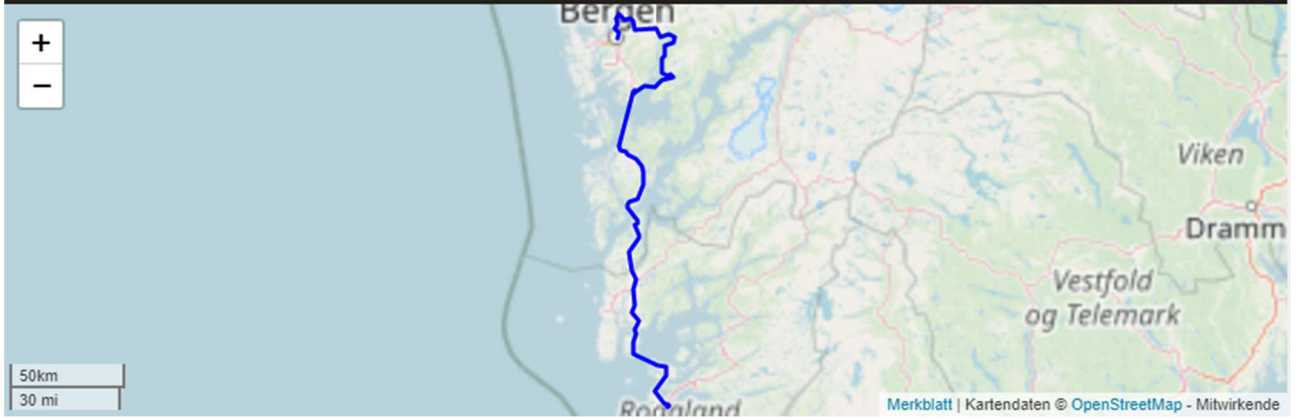 Bergen
+
−
Viken
Dramm
Vestfold
og Telemark
50km
30 mi
Rogaland
Merkblatt | Kartendaten © OpenStreetMap - Mitwirkende